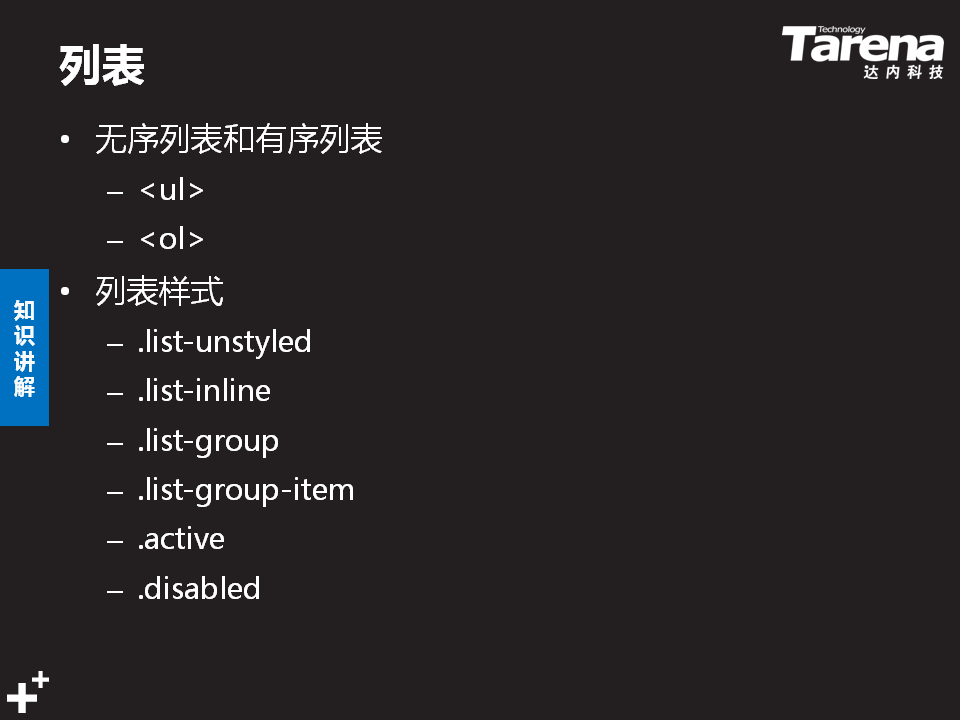 列表
Technology
Tarena
达内科技
• 无序列表和有序列表
– <ul>
– <ol>
• 列表样式
– .list-unstyled
– .list-inline
– .list-group
– .list-group-item
– .active
– .disabled
知识讲解